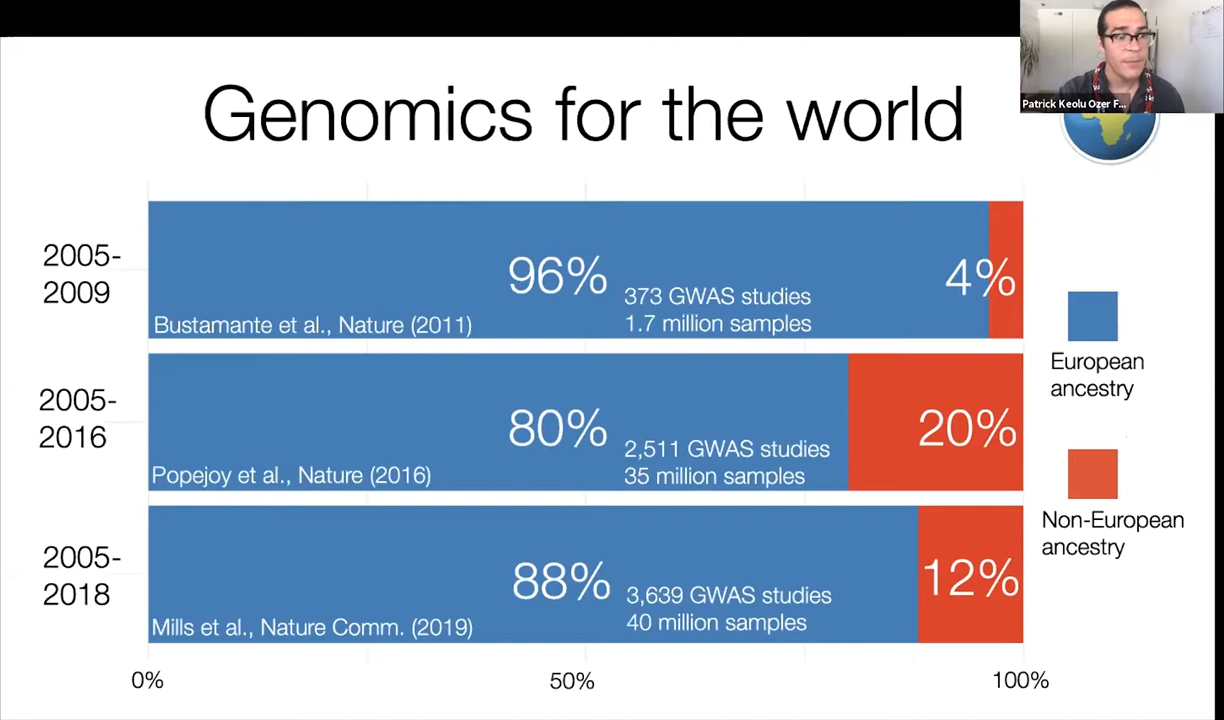 Patrick Keolu Ozer F...
Genomics for the world
2005-
2009
96%
4%
373 GWAS studies
1.7 million samples
Bustamante et al., Nature (2011)
2005-
2016
80%
20%
2,511 GWAS studies
35 million samples
Popejoy et al., Nature (2016)
2005-
2018
88%
12%
3,639 GWAS studies
40 million samples
Mills et al., Nature Comm. (2019)
0%
50%
100%
European
ancestry
Non-European
ancestry